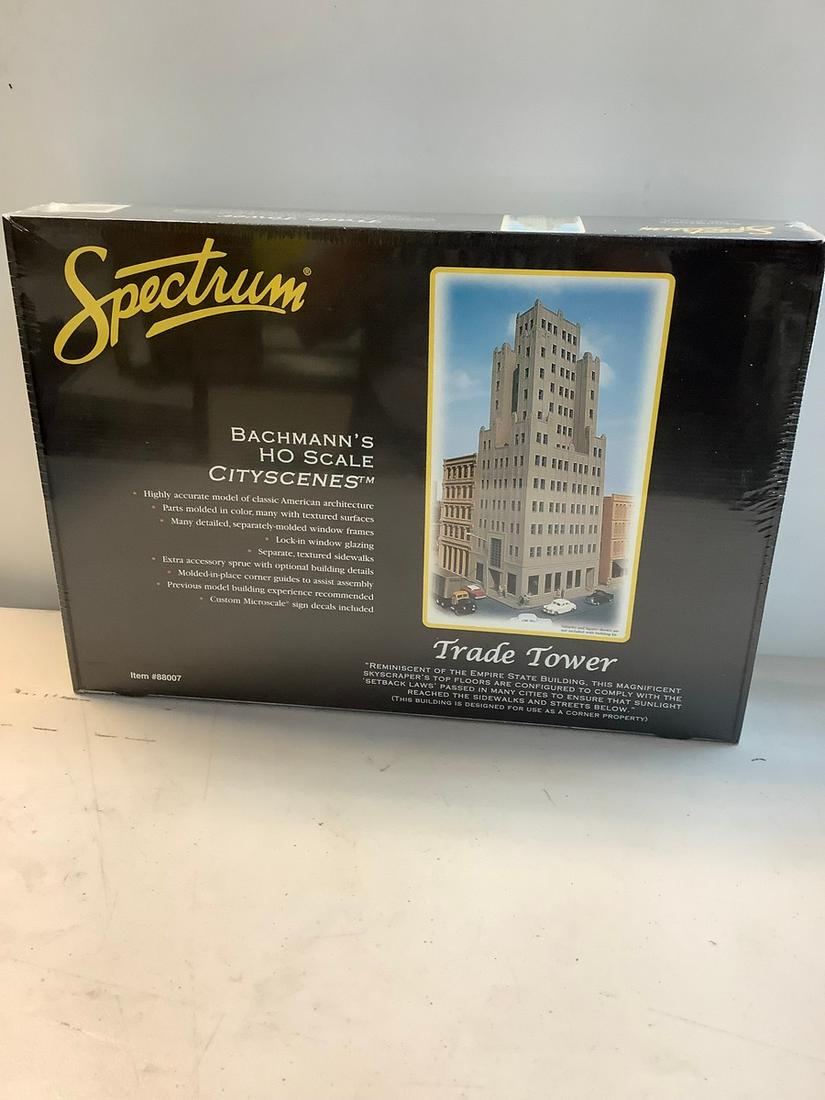 Trade Tower
Spectrum
Spectrum®
BACHMANN'S
HO SCALE
CITYSCENES™
• Highly accurate model of classic American architecture
• Parts molded in color, many with textured surfaces
• Many detailed, separately-molded window frames
• Lock-in window glazing
• Separate, textured sidewalks
• Extra accessory sprue with optional building details
• Molded-in-place corner guides to assist assembly
• Previous model building experience recommended
• Custom Microscale® sign decals included
Item #88007
Trade Tower
"REMINISCENT OF THE EMPIRE STATE BUILDING, THIS MAGNIFICENT
SKYSCRAPER'S TOP FLOORS ARE CONFIGURED TO COMPLY WITH THE
'SETBACK LAWS' PASSED IN MANY CITIES TO ENSURE THAT SUNLIGHT
REACHED THE SIDEWALKS AND STREETS BELOW."
(THIS BUILDING IS DESIGNED FOR USE AS A CORNER PROPERTY)